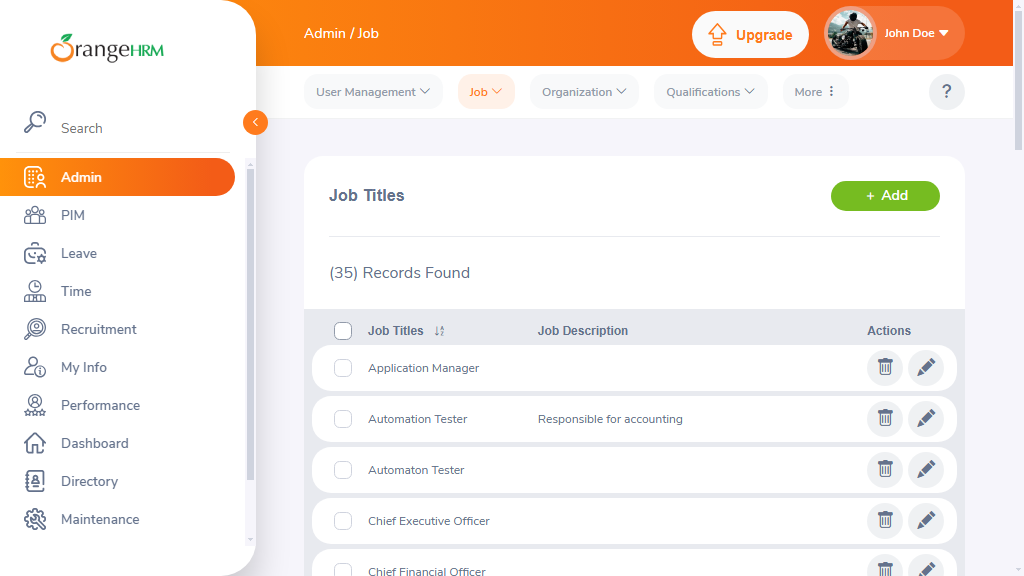 OrangeHRM
Search
Admin
PIM
Leave
Time
Recruitment
My Info
Performance
Dashboard
Directory
Maintenance
Admin / Job
Upgrade
John Doe
User Management
Job
Organization
Qualifications
More
?
Job Titles
+ Add
(35) Records Found
Job Titles
Job Description
Actions
Application Manager
Automation Tester
Responsible for accounting
Automaton Tester
Chief Executive Officer
Chief Financial Officer